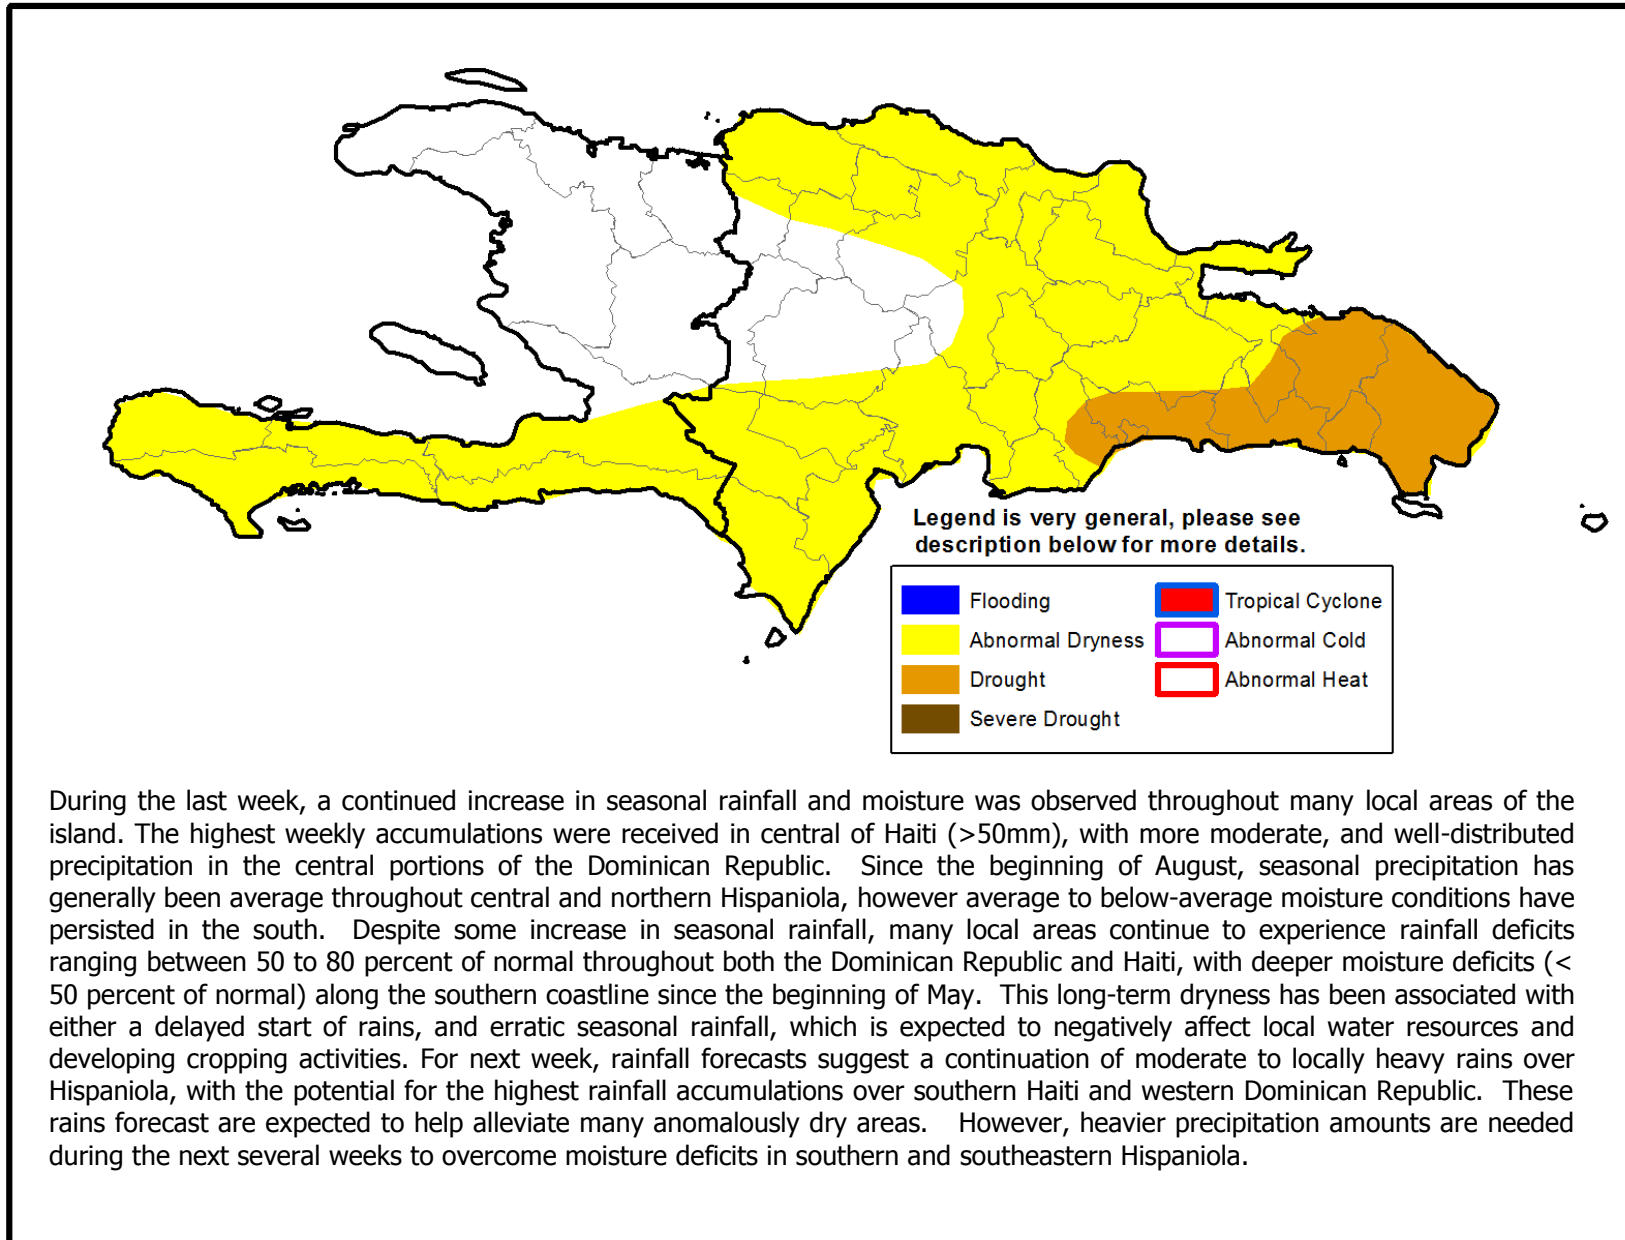 Legend is very general, please see
description below for more details.
Flooding
Tropical Cyclone
Abnormal Dryness
Abnormal Cold
Drought
Abnormal Heat
Severe Drought
During the last week, a continued increase in seasonal rainfall and moisture was observed throughout many local areas of the
island. The highest weekly accumulations were received in central of Haiti (>50mm), with more moderate, and well-distributed
precipitation in the central portions of the Dominican Republic.  Since the beginning of August, seasonal precipitation has
generally been average throughout central and northern Hispaniola, however average to below-average moisture conditions have
persisted in the south.  Despite some increase in seasonal rainfall, many local areas continue to experience rainfall deficits
ranging between 50 to 80 percent of normal throughout both the Dominican Republic and Haiti, with deeper moisture deficits (<
50 percent of normal) along the southern coastline since the beginning of May.  This long-term dryness has been associated with
either a delayed start of rains, and erratic seasonal rainfall, which is expected to negatively affect local water resources and
developing cropping activities. For next week, rainfall forecasts suggest a continuation of moderate to locally heavy rains over
Hispaniola, with the potential for the highest rainfall accumulations over southern Haiti and western Dominican Republic.  These
rains forecast are expected to help alleviate many anomalously dry areas.   However, heavier precipitation amounts are needed
during the next several weeks to overcome moisture deficits in southern and southeastern Hispaniola.